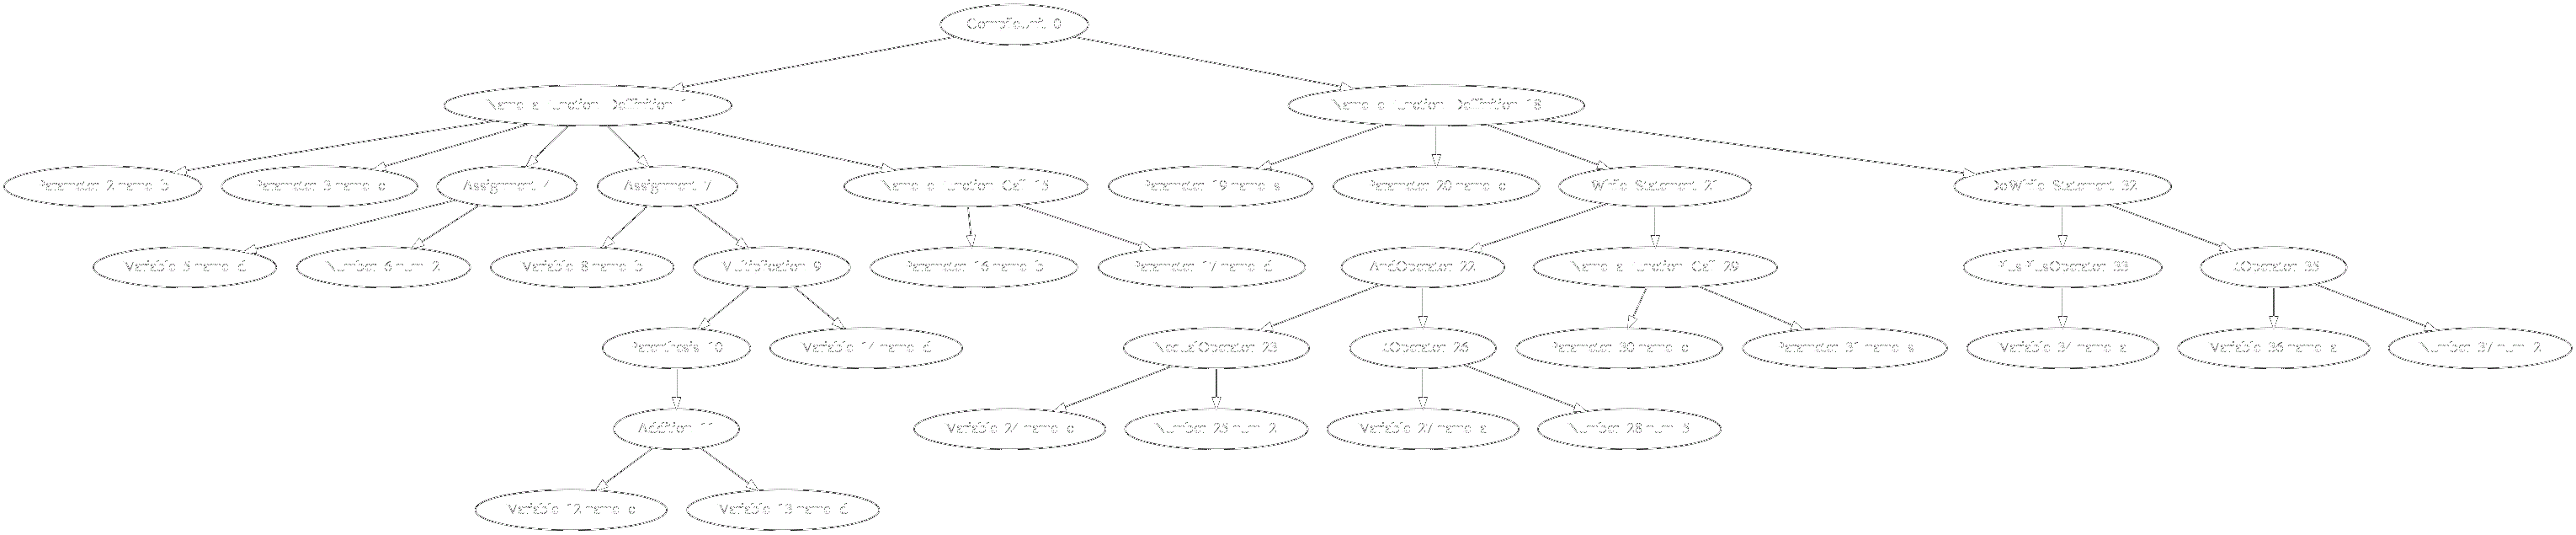 CompileUnit 0
Name Function Definition 1
Name Function Definition 18
Parameter 2 name b
Parameter 3 name
Assignment 4
Assignment 7
Name Function Call 15
Parameter 19 name s
Parameter 20 name
While Statement 21
DoWhile Statement 32
Variable 5 name d
Number 6 num 2
Variable 8 name b
Multiplication 9
Parameter 16 name b
Parameter 17 name d
AndOperator 22
Name Function Call 29
PlusPlusOperator 33
35
Parenthesis 10
Variable 14 name d
NequalOperator 23
26
Parameter 30 name
Parameter 31 name s
Variable 34 name a
Variable 36 name a
Number 37 num 2
Addition 11
Variable 24 name
Number 25 num 2
Variable 27 name a
Number 28 num 5
Variable 12 name
Variable 13 name d